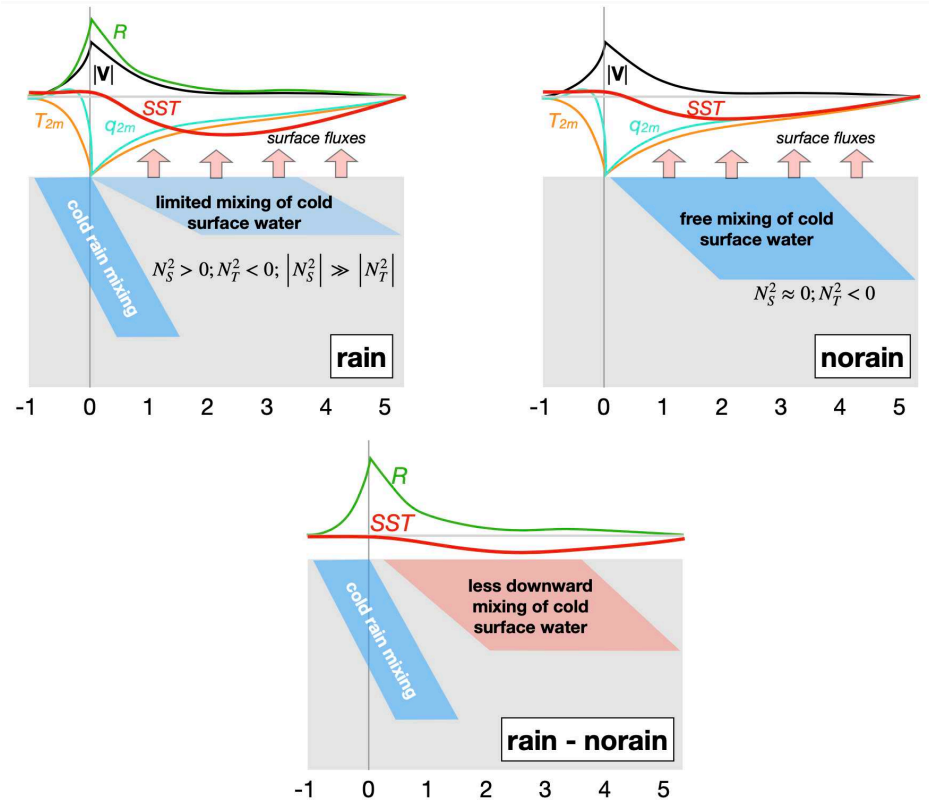 R
|V|
SST
T2m
q2m
surface fluxes
limited mixing of cold
surface water
cold rain mixing
N_S^2 > 0; N_T^2 < 0; |N_S^2| ≫ |N_T^2|
rain
-1 0 1 2 3 4 5
|V|
SST
T2m
q2m
surface fluxes
free mixing of cold
surface water
N_S^2 ≈ 0; N_T^2 < 0
norain
-1 0 1 2 3 4 5
R
SST
less downward
mixing of cold
surface water
cold rain mixing
rain - norain
-1 0 1 2 3 4 5